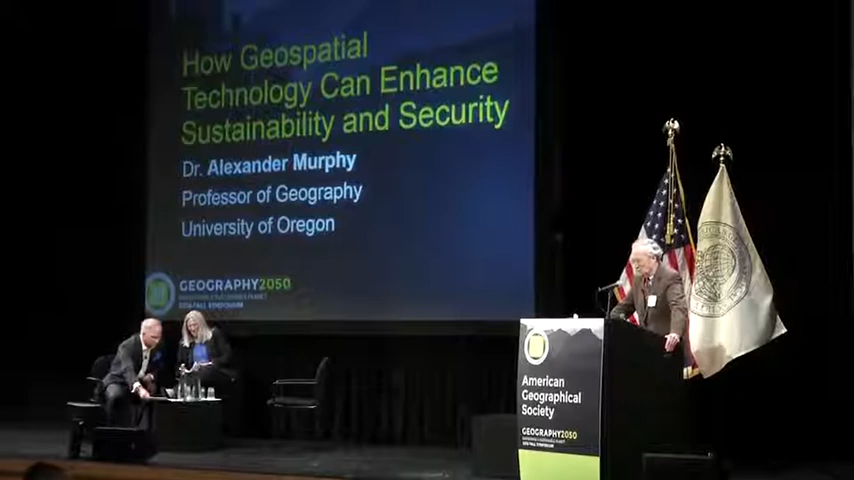 How Geospatial
Technology Can Enhance
Sustainability and Security
Dr. Alexander Murphy
Professor of Geography
University of Oregon
GEOGRAPHY2050
American
Geographical
Society
GEOGRAPHY2050